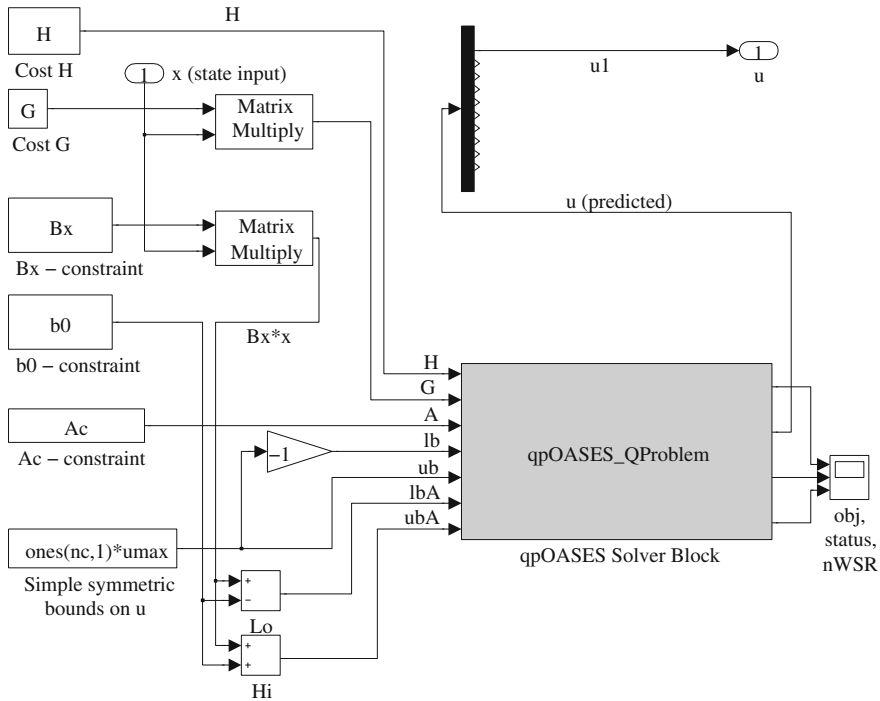 H
H
Cost H
1
x (state input)
G
Cost G
Matrix
Multiply
u1
1
u
u (predicted)
Bx
Bx − constraint
Matrix
Multiply
Bx*x
b0
b0 − constraint
Ac
Ac − constraint
−1
ones(nc,1)*umax
Simple symmetric
bounds on u
+
−
Lo
+
+
Hi
H
G
A
lb
ub
lbA
ubA
qpOASES_QProblem
qpOASES Solver Block
obj,
status,
nWSR